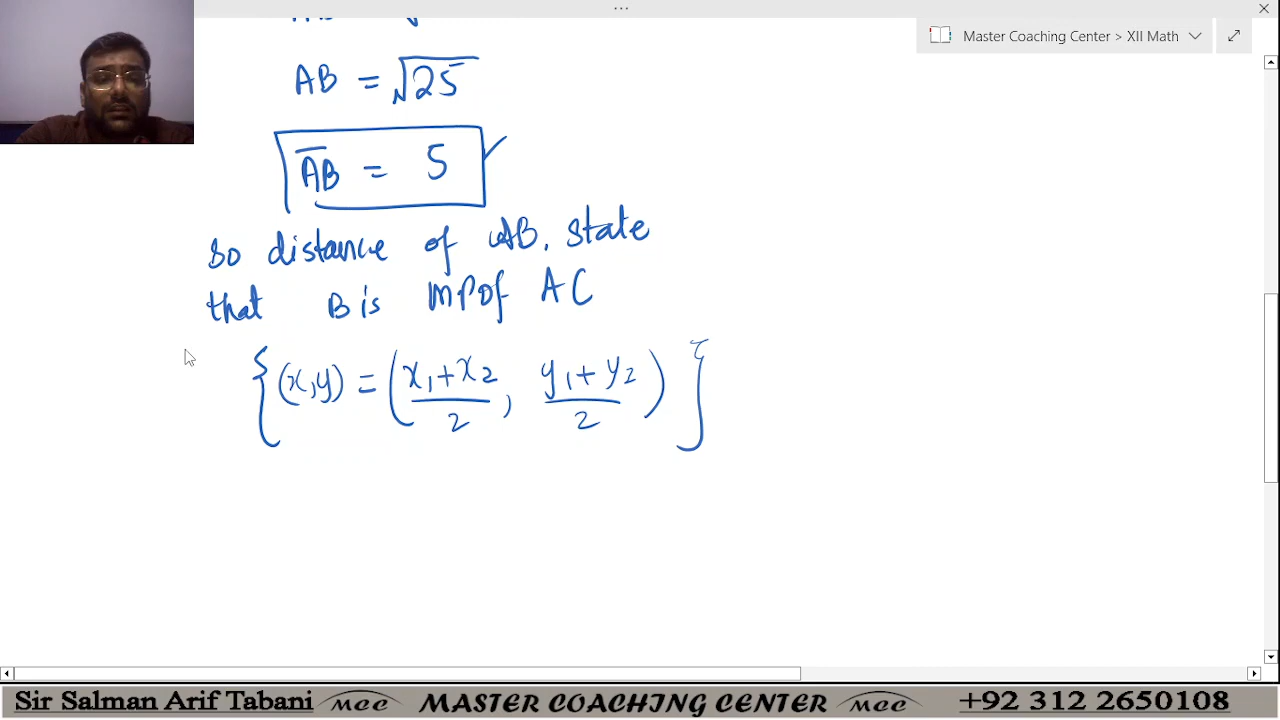 ...
Master Coaching Center > XII Math
AB = √25
AB = 5
So distance of AB. state
that B is MP of AC
{(x,y) = (x₁+x₂/2, y₁+y₂/2)}
Sir Salman Arif Tabani mcc MASTER COACHING CENTER mcc +92 312 2650108